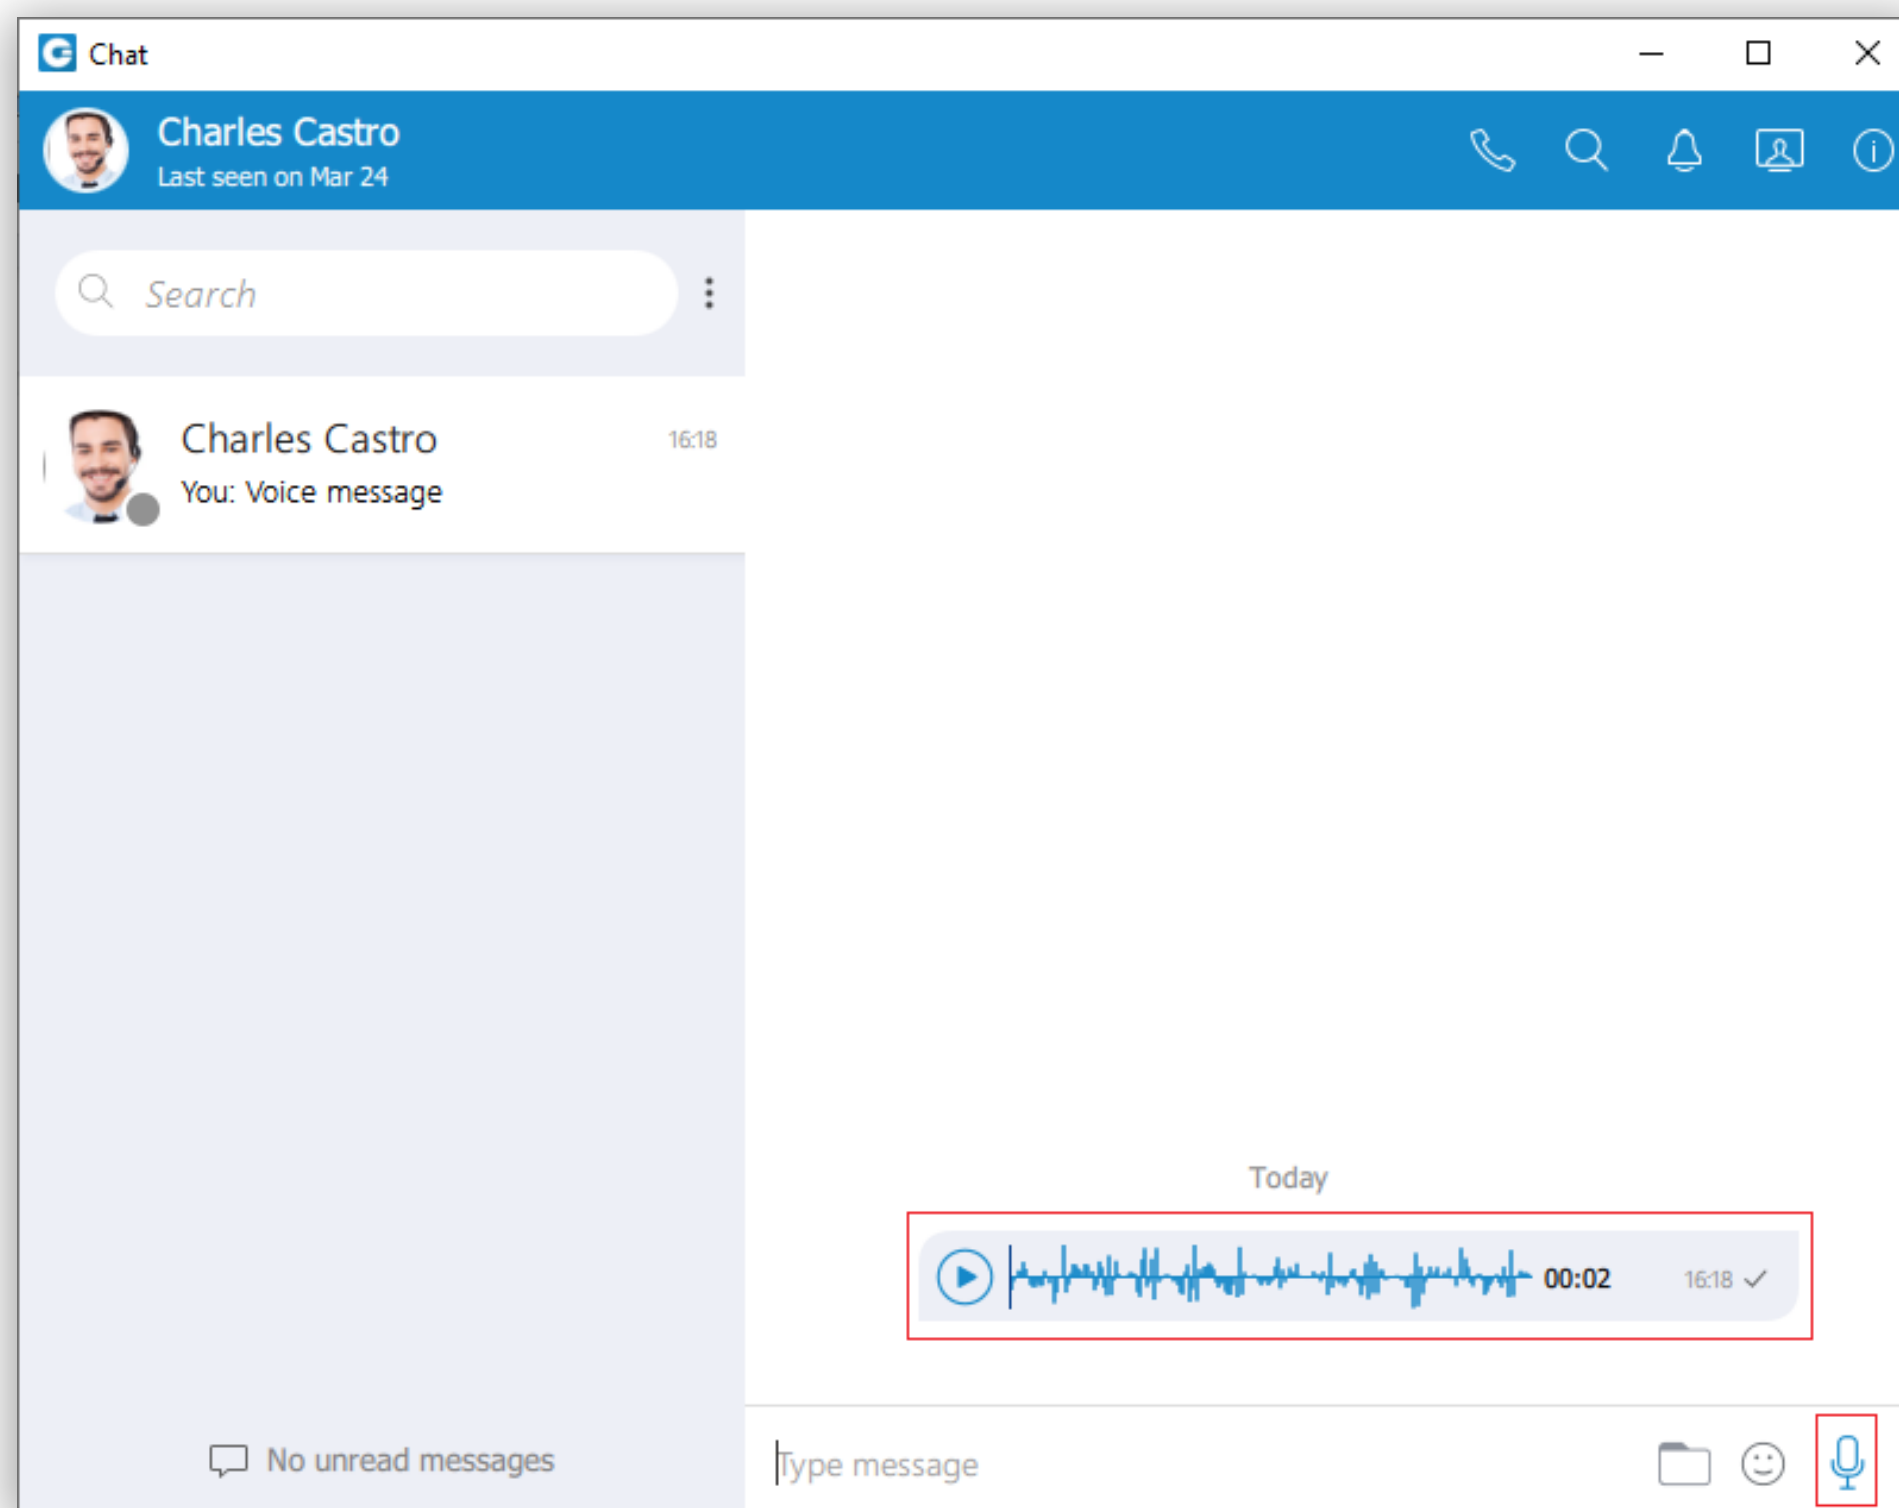 Chat
Charles Castro
Last seen on Mar 24
Search
Charles Castro 16:18
You: Voice message
Today
00:02 16:18
No unread messages
Type message